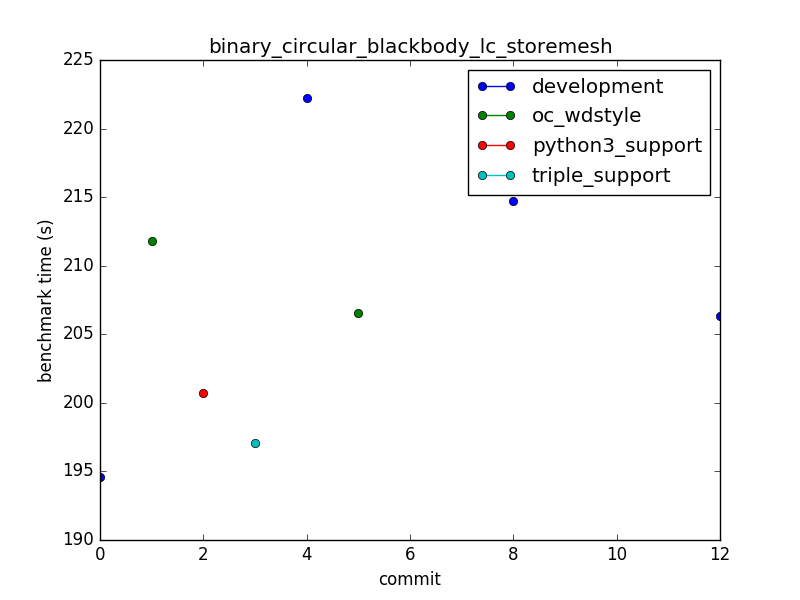 binary_circular_blackbody_lc_storemesh
225
220
215
210
205
200
195
190
benchmark time (s)
development
oc_wdstyle
python3_support
triple_support
0 2 4 6 8 10 12
commit